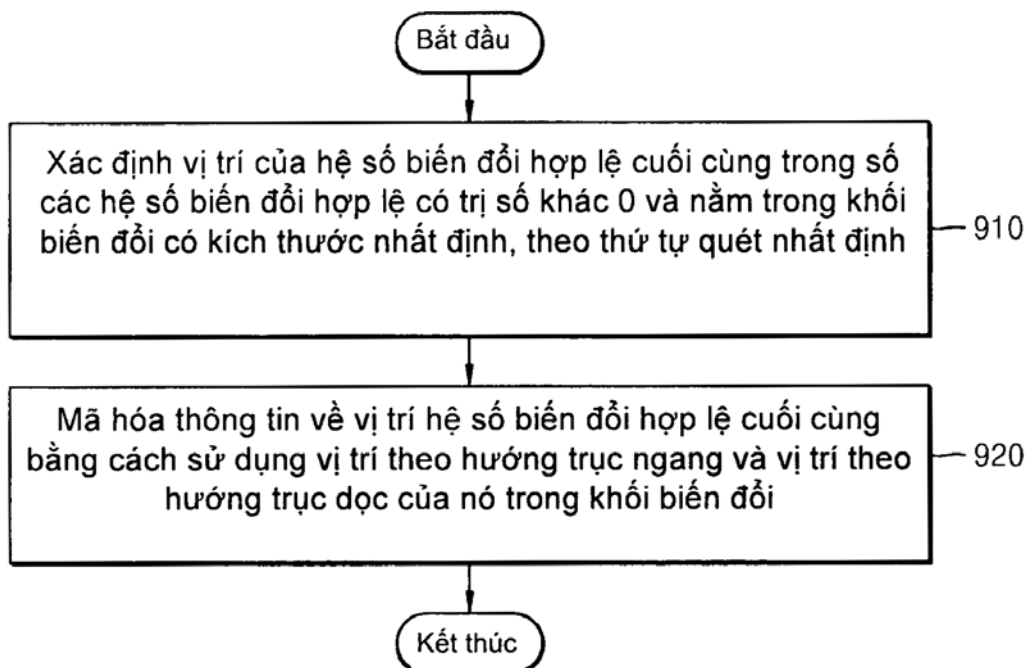 Bắt đầu
Xác định vị trí của hệ số biến đổi hợp lệ cuối cùng trong số
các hệ số biến đổi hợp lệ có trị số khác 0 và nằm trong khối
biến đổi có kích thước nhất định, theo thứ tự quét nhất định
910
Mã hóa thông tin về vị trí hệ số biến đổi hợp lệ cuối cùng
bằng cách sử dụng vị trí theo hướng trục ngang và vị trí theo
hướng trục dọc của nó trong khối biến đổi
920
Kết thúc